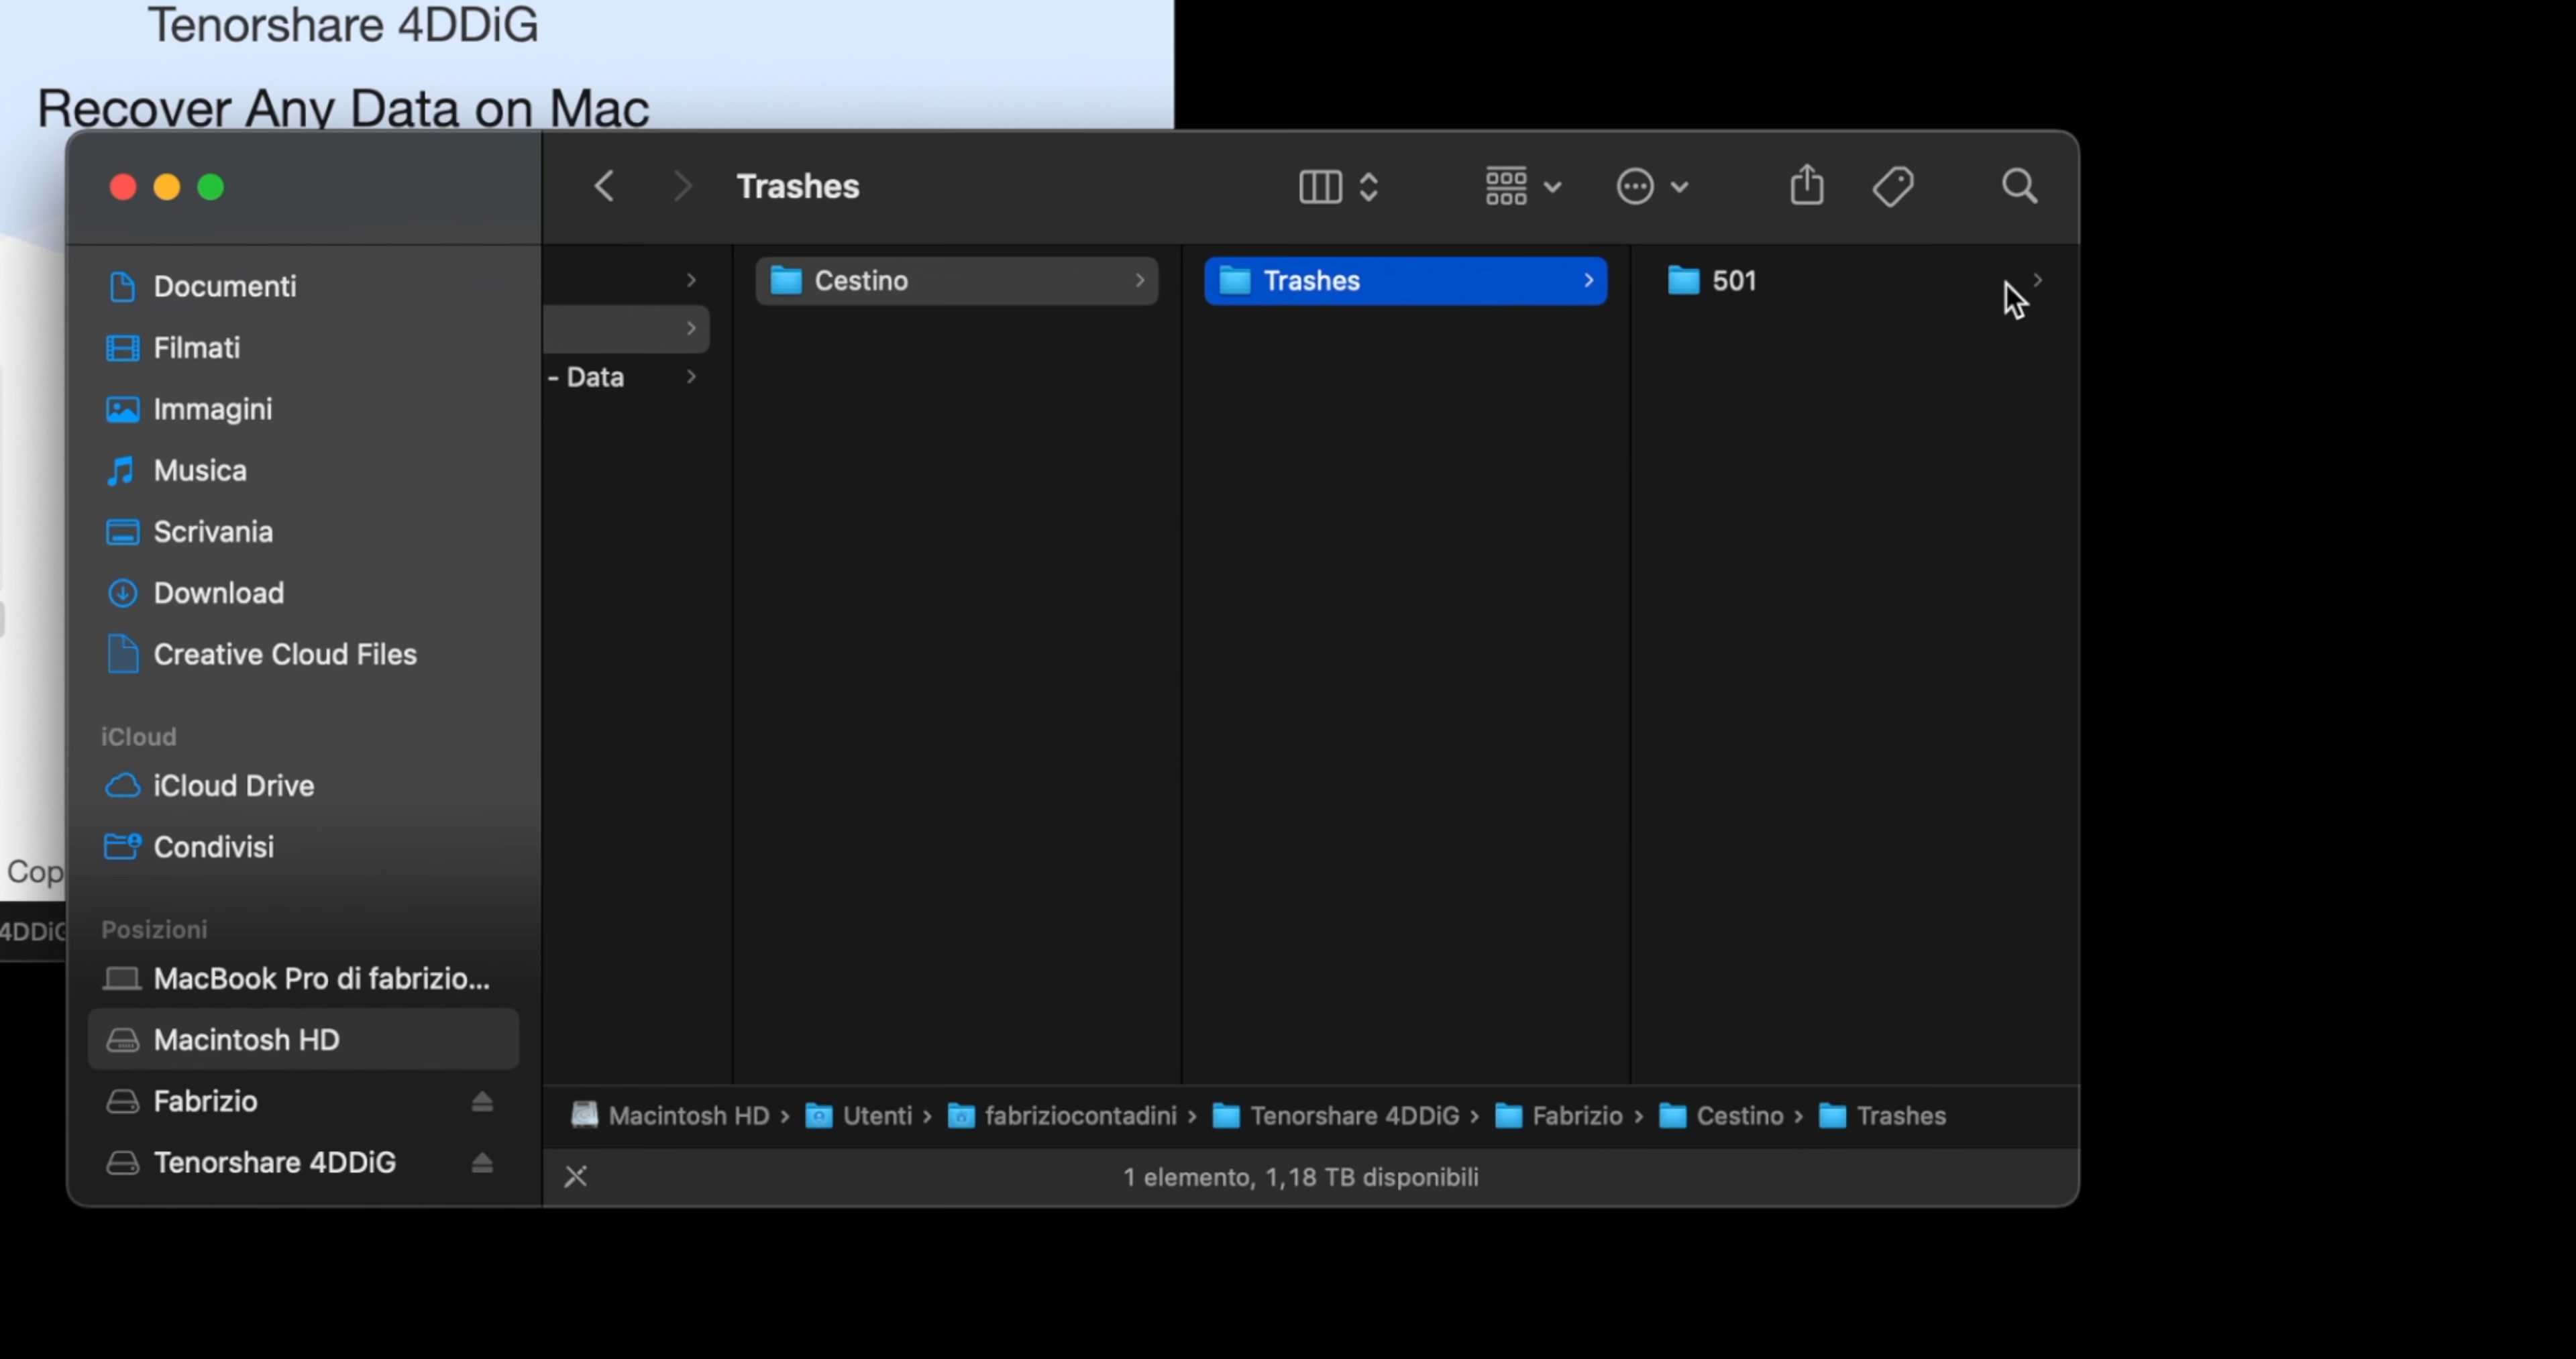 Tenorshare 4DDiG
Recover Any Data on Mac
Trashes
Documenti
Filmati
Immagini
Musica
Scrivania
Download
Creative Cloud Files
iCloud
iCloud Drive
Condivisi
Posizioni
MacBook Pro di fabrizio...
Macintosh HD
Fabrizio
Tenorshare 4DDiG
- Data
Cestino
Trashes
501
Cop
4DDiG
Macintosh HD › Utenti › fabriziocontadini › Tenorshare 4DDiG › Fabrizio › Cestino › Trashes
1 elemento, 1,18 TB disponibili